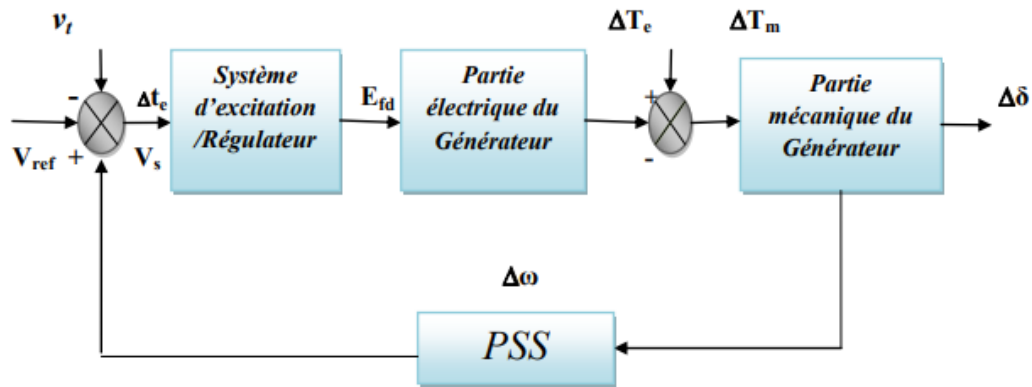 v_t
ΔT_e
ΔT_m
-
Δt_e
V_ref
+
V_s
Système
d'excitation
/Régulateur
E_fd
Partie
électrique du
Générateur
+
-
Partie
mécanique du
Générateur
Δδ
Δω
PSS